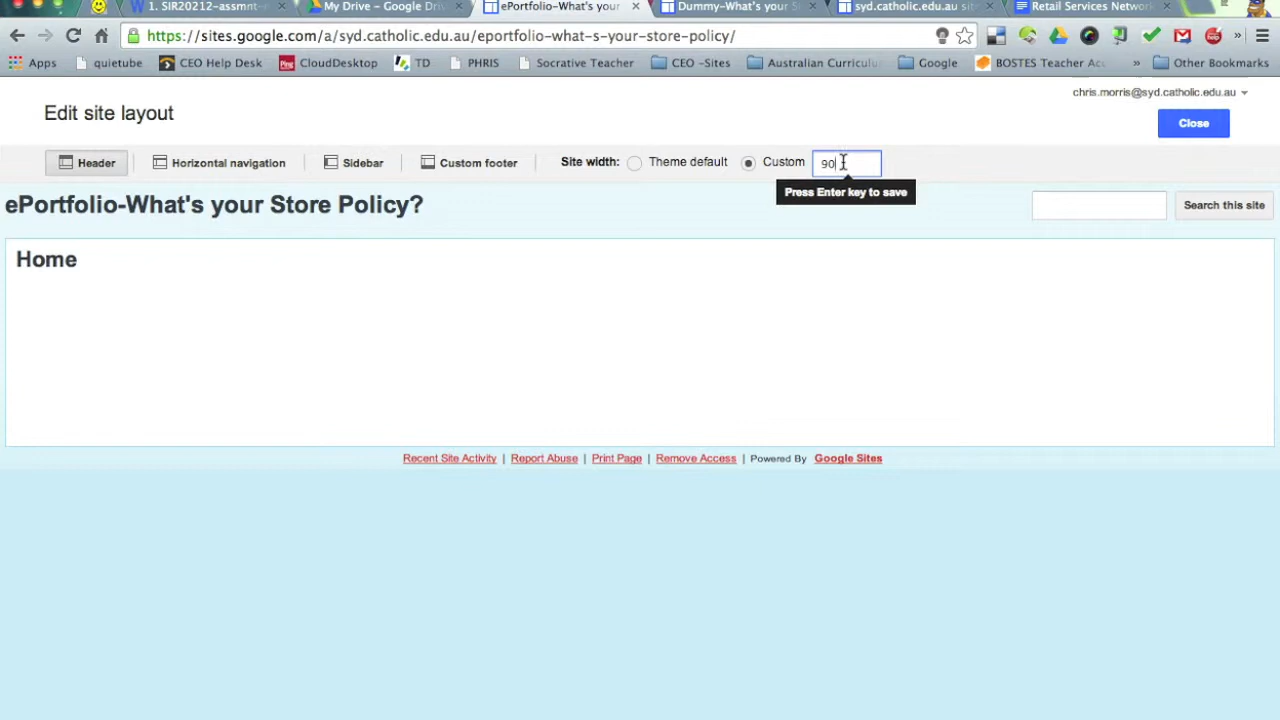 1. SIR20212-assmnt-
My Drive – Google Dri
ePortfolio-What's your
Dummy-What's your S
syd.catholic.edu.au sit
Retail Services Network
https://sites.google.com/a/syd.catholic.edu.au/eportfolio-what-s-your-store-policy/
Apps quietube CEO Help Desk CloudDesktop TD PHRIS Socrative Teacher CEO -Sites Australian Curriculu Google BOSTES Teacher Ac » Other Bookmarks
chris.morris@syd.catholic.edu.au
Edit site layout
Close
Header Horizontal navigation Sidebar Custom footer Site width: Theme default Custom 90
Press Enter key to save
ePortfolio-What's your Store Policy?
Search this site
Home
Recent Site Activity | Report Abuse | Print Page | Remove Access | Powered By Google Sites